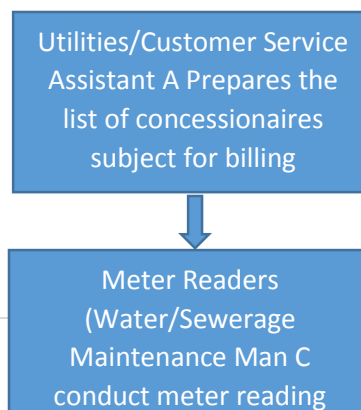 Utilities/Customer Service
Assistant A Prepares the
list of concessionaires
subject for billing
Meter Readers
(Water/Sewerage
Maintenance Man C
conduct meter reading